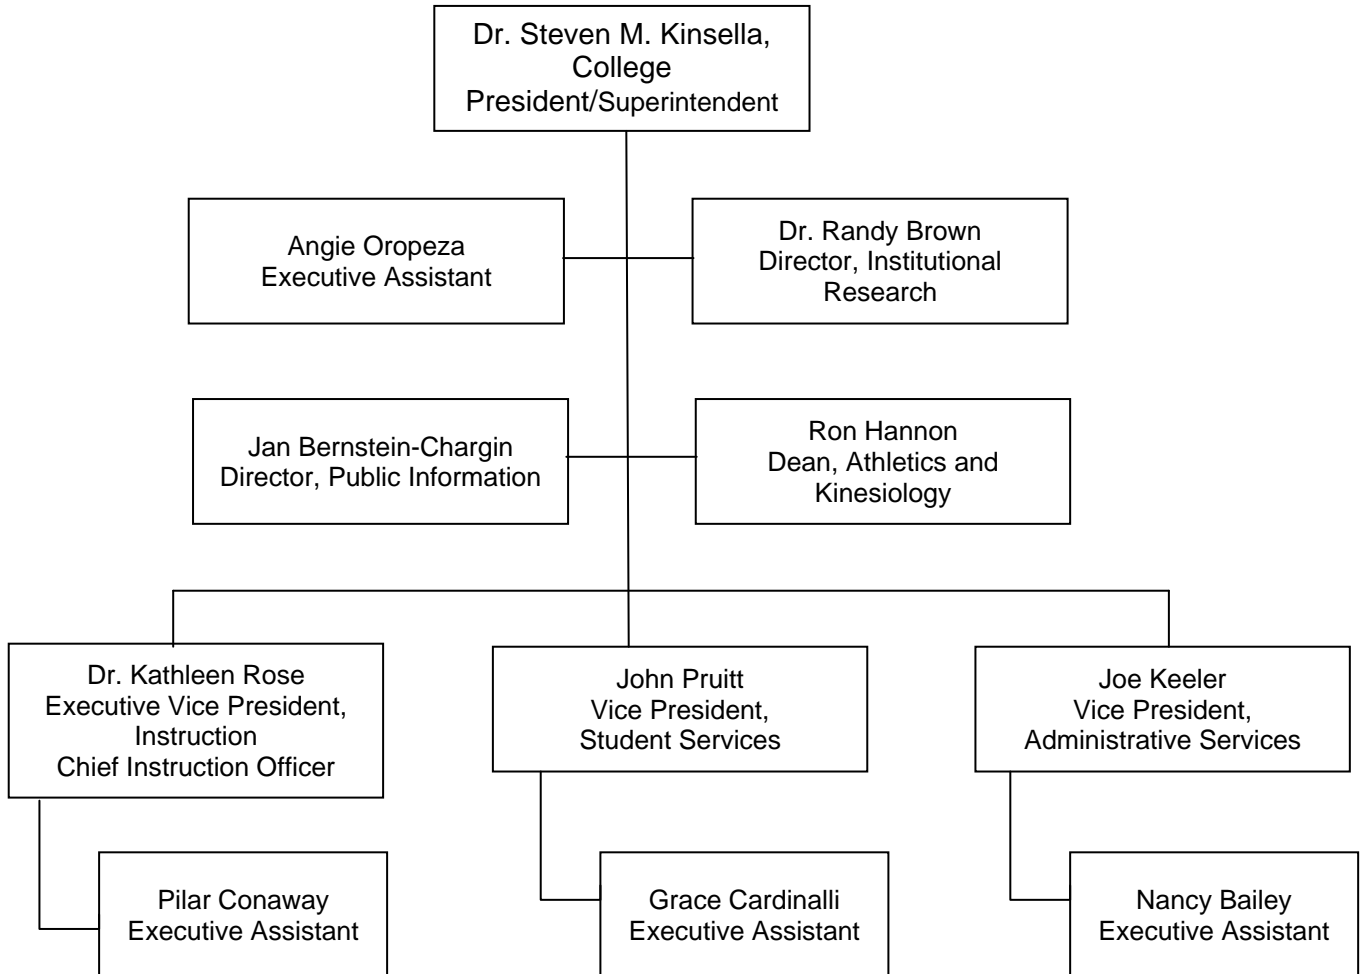 Dr. Steven M. Kinsella,
College
President/Superintendent
Angie Oropeza
Executive Assistant
Dr. Randy Brown
Director, Institutional
Research
Jan Bernstein-Chargin
Director, Public Information
Ron Hannon
Dean, Athletics and
Kinesiology
Dr. Kathleen Rose
Executive Vice President,
Instruction
Chief Instruction Officer
John Pruitt
Vice President,
Student Services
Joe Keeler
Vice President,
Administrative Services
Pilar Conaway
Executive Assistant
Grace Cardinalli
Executive Assistant
Nancy Bailey
Executive Assistant